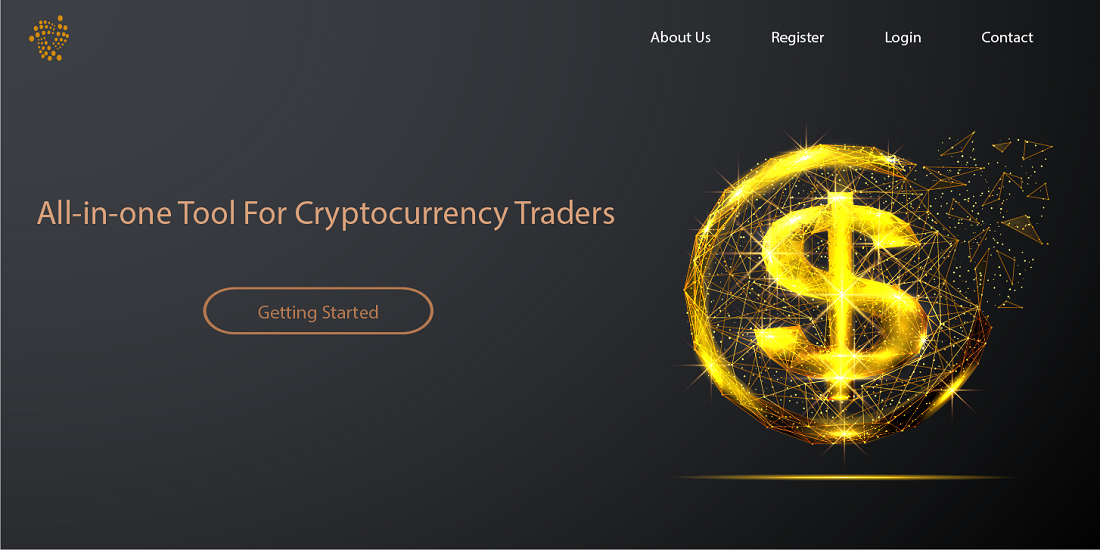 About Us Register Login Contact
All-in-one Tool For Cryptocurrency Traders
Getting Started
$